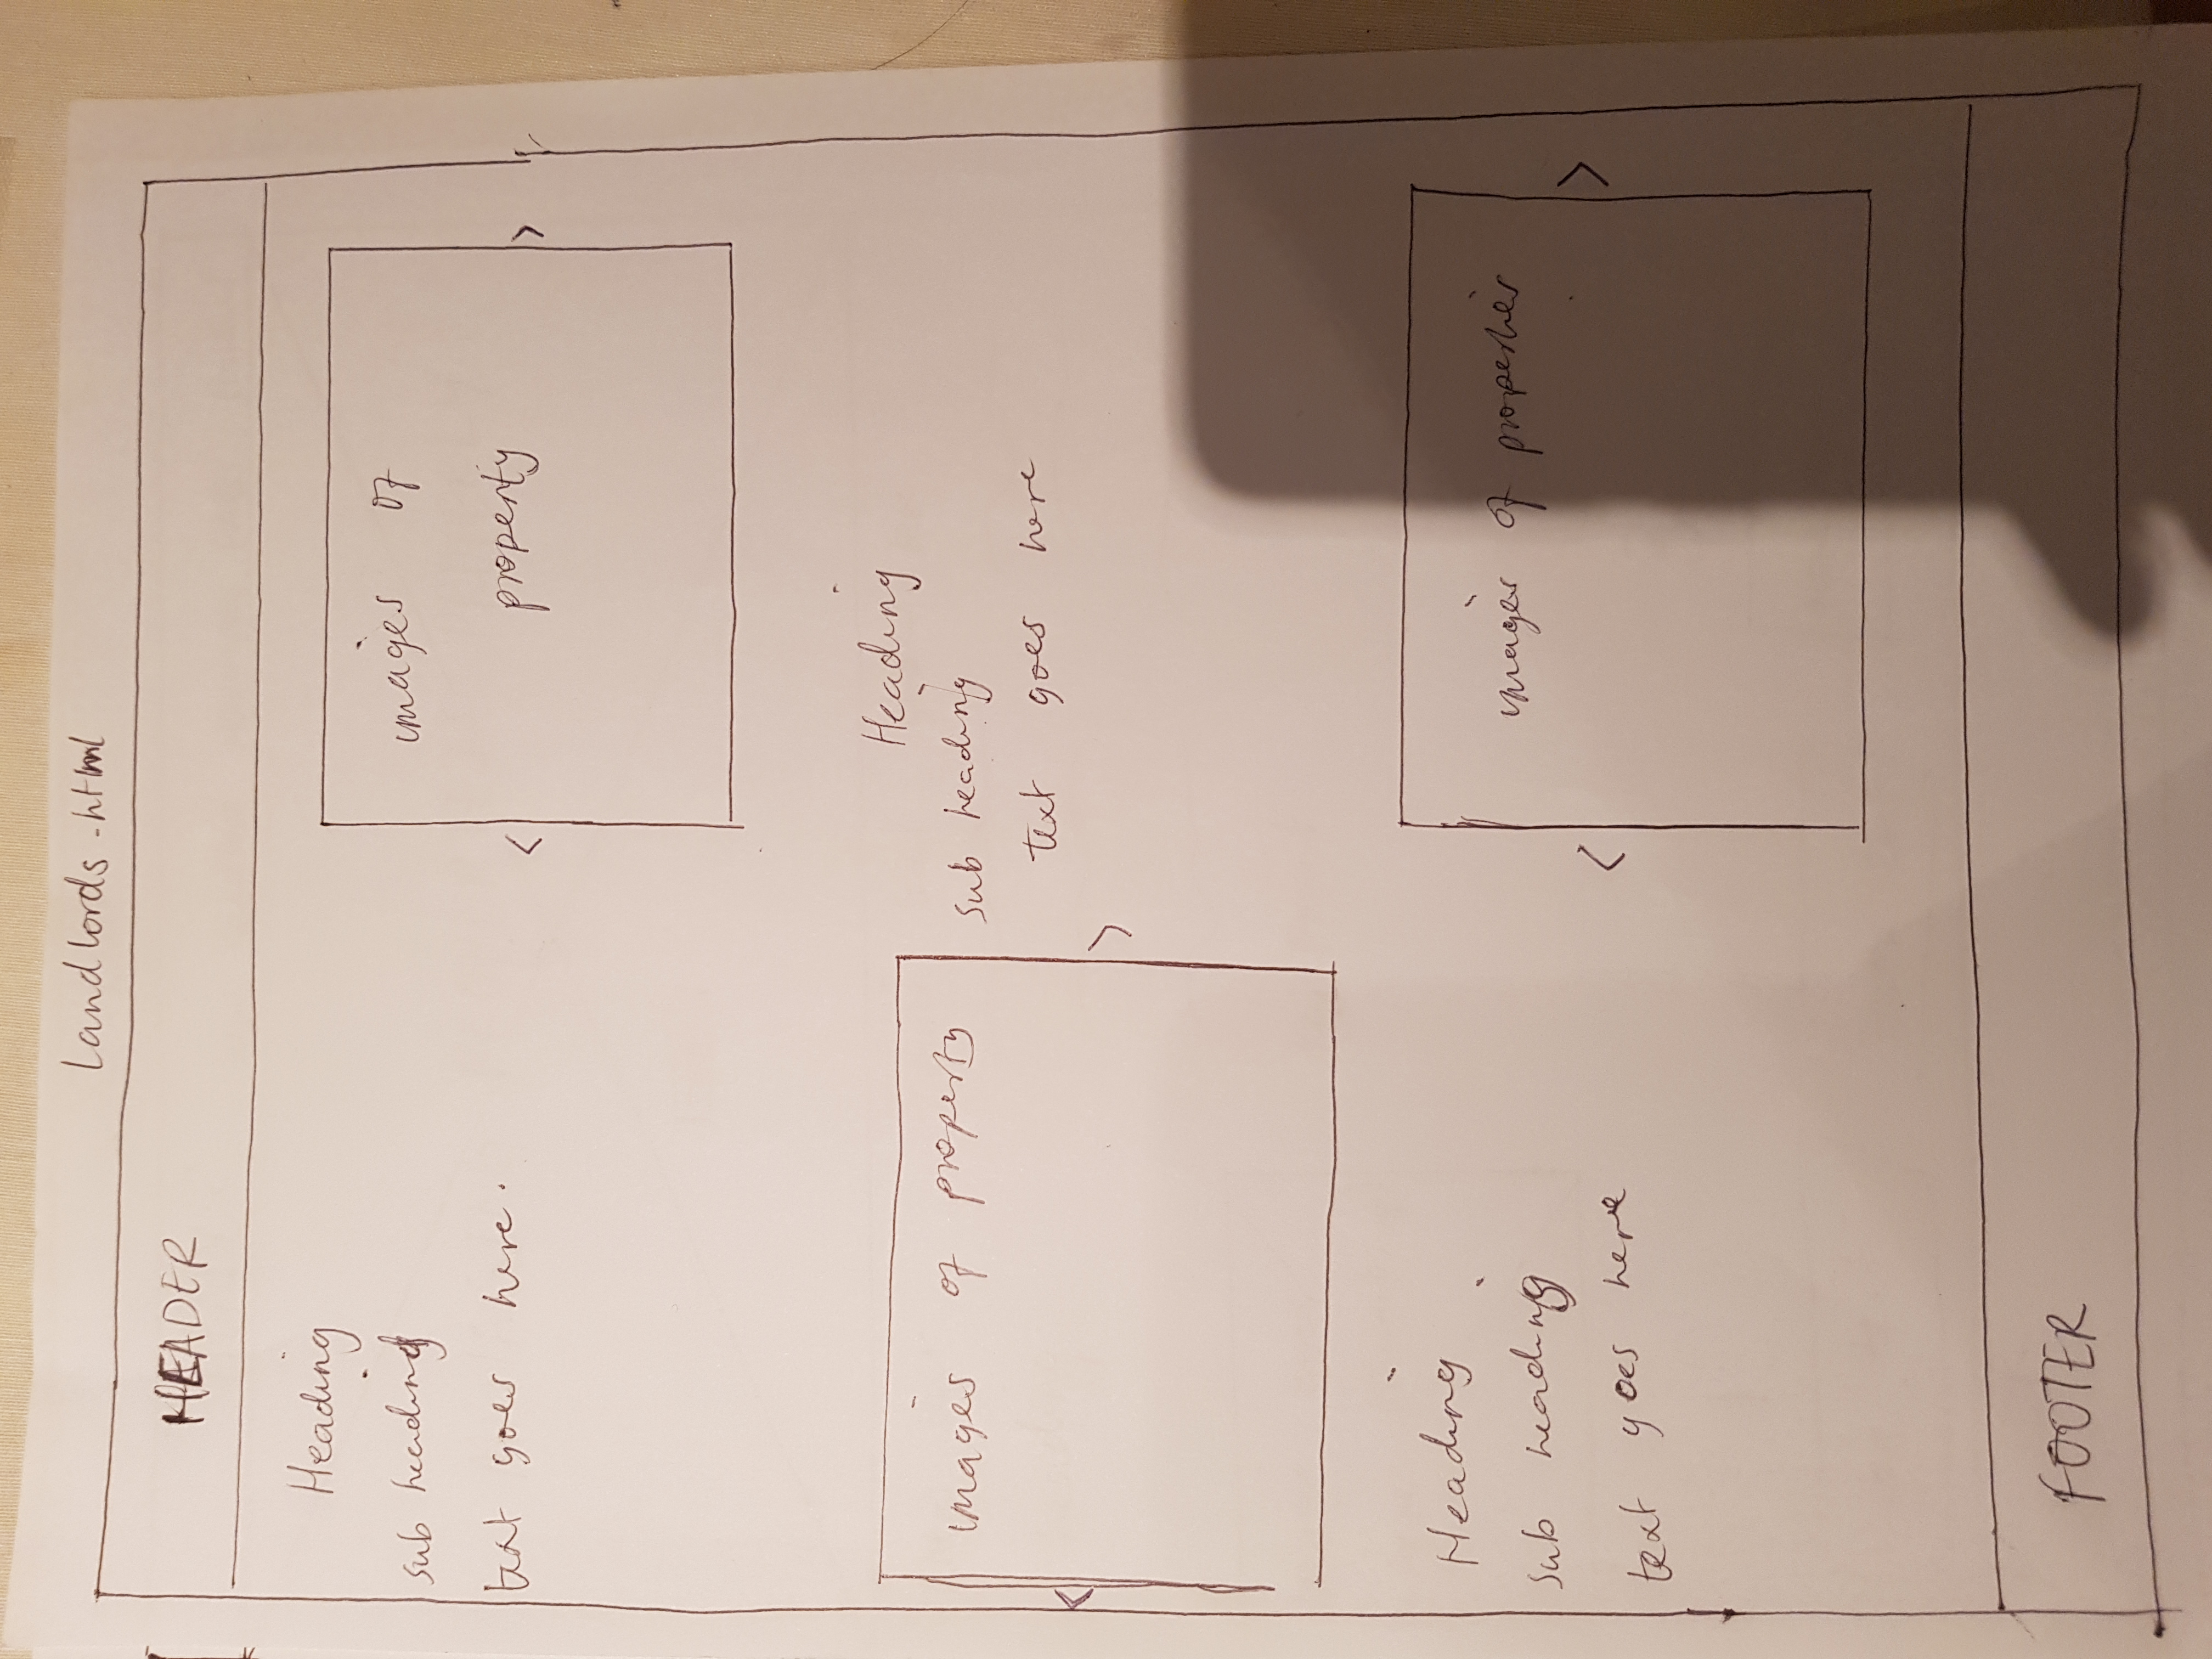 Landlords.html
HEADER
Heading
sub heading
text goes here.
images of
property
<
>
images of property
<
>
Heading
sub heading
text goes here
Heading
sub heading
text goes here
images of properties
<
>
FOOTER